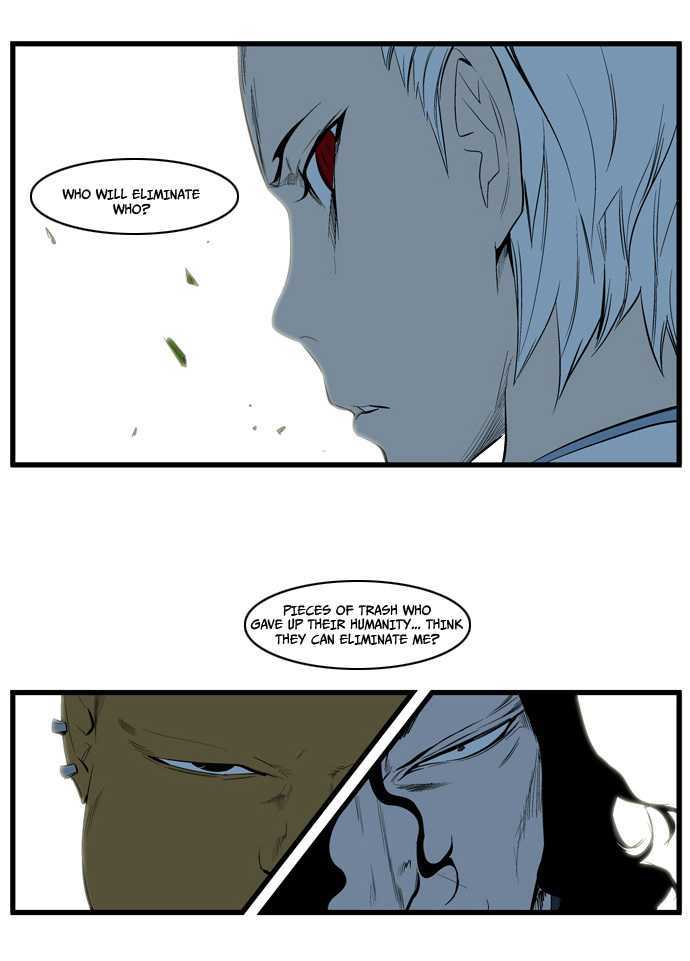 WHO WILL ELIMINATE
WHO?
PIECES OF TRASH WHO
GAVE UP THEIR HUMANITY... THINK
THEY CAN ELIMINATE ME?